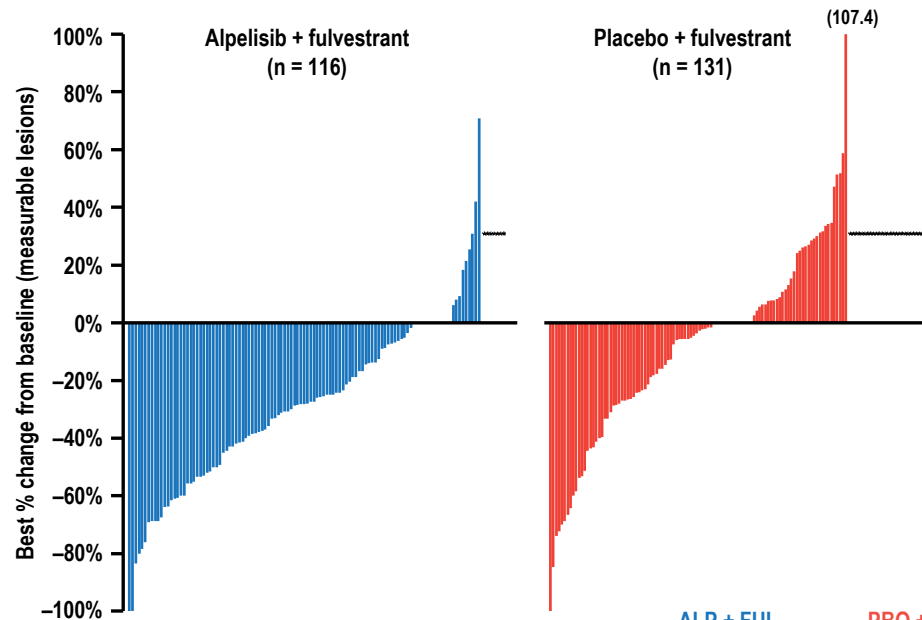 (107.4)
Alpelisib + fulvestrant
(n = 116)
Placebo + fulvestrant
(n = 131)
Best % change from baseline (measurable lesions)
100%
80%
60%
40%
20%
0%
–20%
–40%
–60%
–80%
–100%